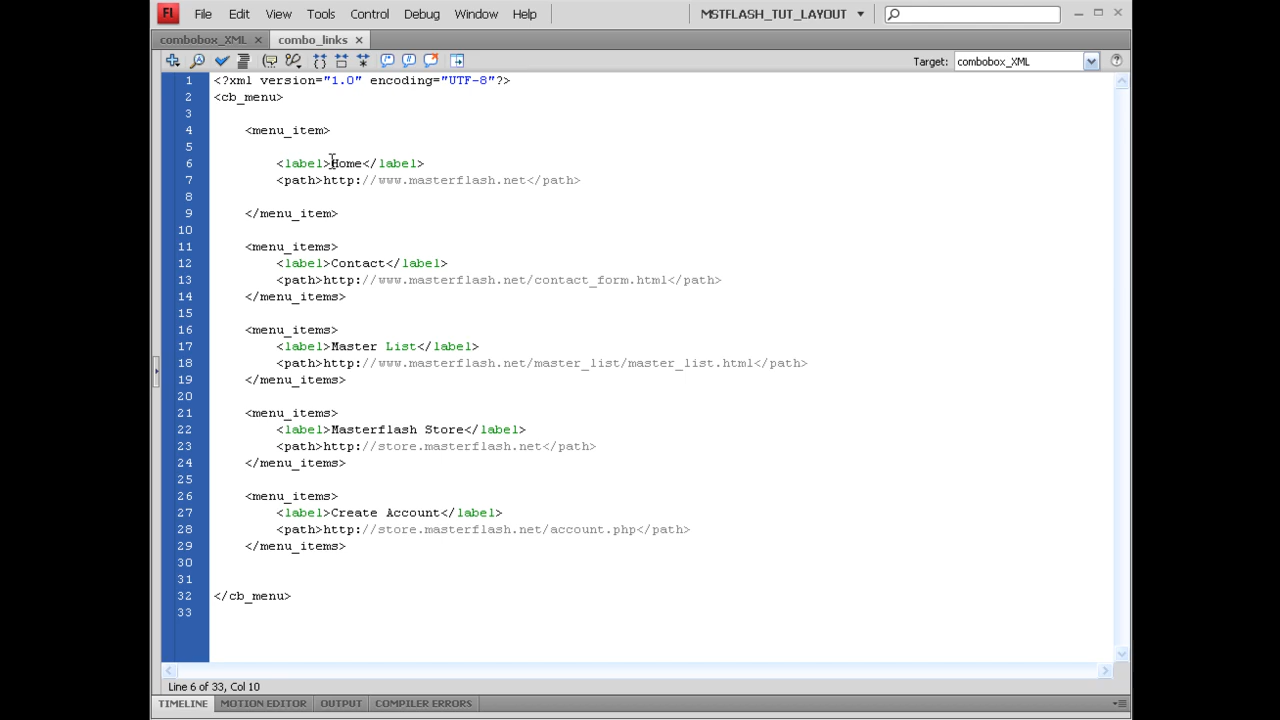 Fl File Edit View Tools Control Debug Window Help MSTFLASH_TUT_LAYOUT
combobox_XML combo_links
Target: combobox_XML
1 <?xml version="1.0" encoding="UTF-8"?>
2 <cb_menu>
3
4 <menu_item>
5
6 <label>Home</label>
7 <path>http://www.masterflash.net</path>
8
9 </menu_item>
10
11 <menu_items>
12 <label>Contact</label>
13 <path>http://www.masterflash.net/contact_form.html</path>
14 </menu_items>
15
16 <menu_items>
17 <label>Master List</label>
18 <path>http://www.masterflash.net/master_list/master_list.html</path>
19 </menu_items>
20
21 <menu_items>
22 <label>Masterflash Store</label>
23 <path>http://store.masterflash.net</path>
24 </menu_items>
25
26 <menu_items>
27 <label>Create Account</label>
28 <path>http://store.masterflash.net/account.php</path>
29 </menu_items>
30
31
32 </cb_menu>
33
Line 6 of 33, Col 10
TIMELINE MOTION EDITOR OUTPUT COMPILER ERRORS